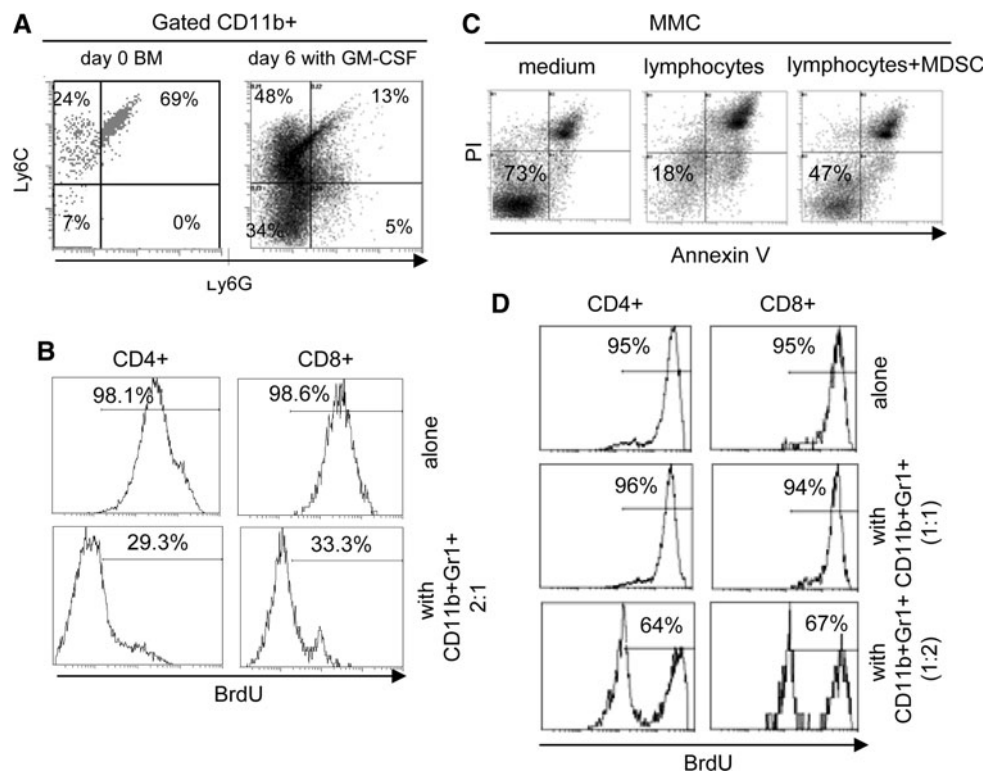 A
Gated CD11b+
day 0 BM
day 6 with GM-CSF
24%
69%
7%
0%
48%
13%
34%
5%
Ly6C
Ly6G
B
CD4+
CD8+
98.1%
98.6%
alone
29.3%
33.3%
with
CD11b+Gr1+
2:1
BrdU
C
MMC
medium
lymphocytes
lymphocytes+MDSC
PI
73%
18%
47%
Annexin V
D
CD4+
CD8+
95%
95%
alone
96%
94%
with
CD11b+Gr1+
(1:1)
64%
67%
with
CD11b+Gr1+
(1:2)
BrdU